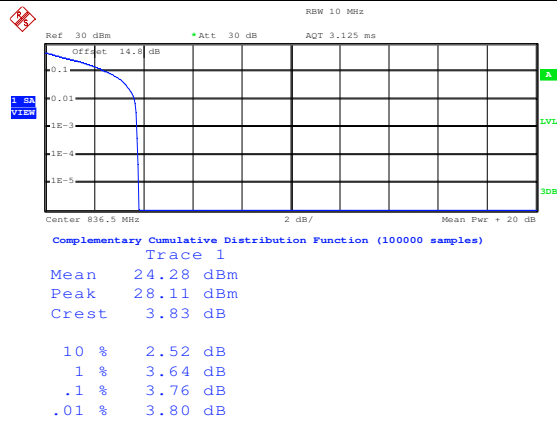 RBW 10 MHz
Ref 30 dBm *Att 30 dB AQT 3.125 ms
Offset 14.8 dB
0.1
A
0.01
1 SA
VIEW
1E-3
LVL
1E-4
1E-5
3DB
Center 836.5 MHz 2 dB/ Mean Pwr + 20 dB
Complementary Cumulative Distribution Function (100000 samples)
Trace 1
Mean 24.28 dBm
Peak 28.11 dBm
Crest 3.83 dB
10 % 2.52 dB
1 % 3.64 dB
.1 % 3.76 dB
.01 % 3.80 dB